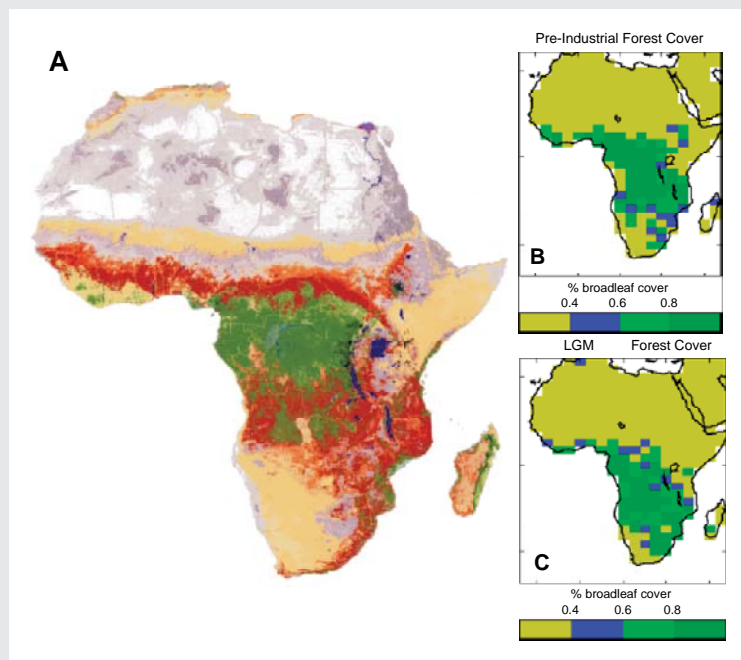 A
Pre-Industrial Forest Cover
B
% broadleaf cover
0.4 0.6 0.8
LGM Forest Cover
C
% broadleaf cover
0.4 0.6 0.8